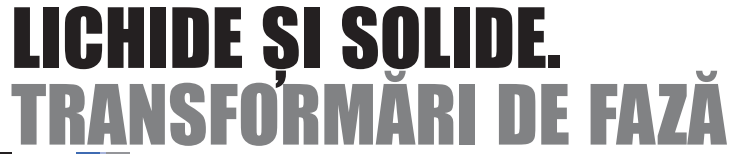 LICHIDE ȘI SOLIDE.
TRANSFORMĂRI DE FAZĂ